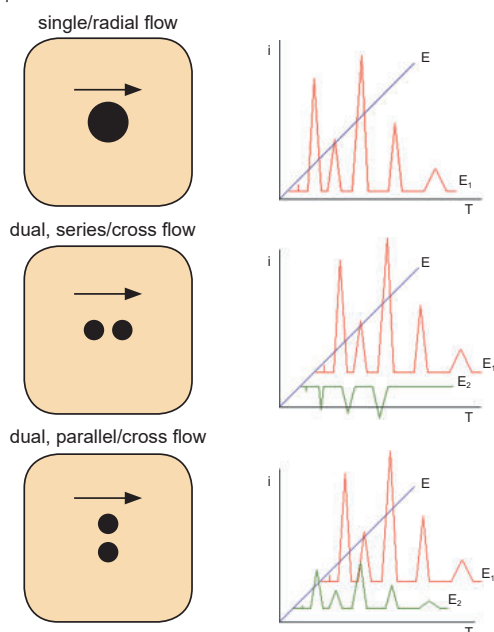 single/radial flow
i
E
E₁
T
dual, series/cross flow
i
E
E₁
E₂
T
dual, parallel/cross flow
i
E
E₁
E₂
T